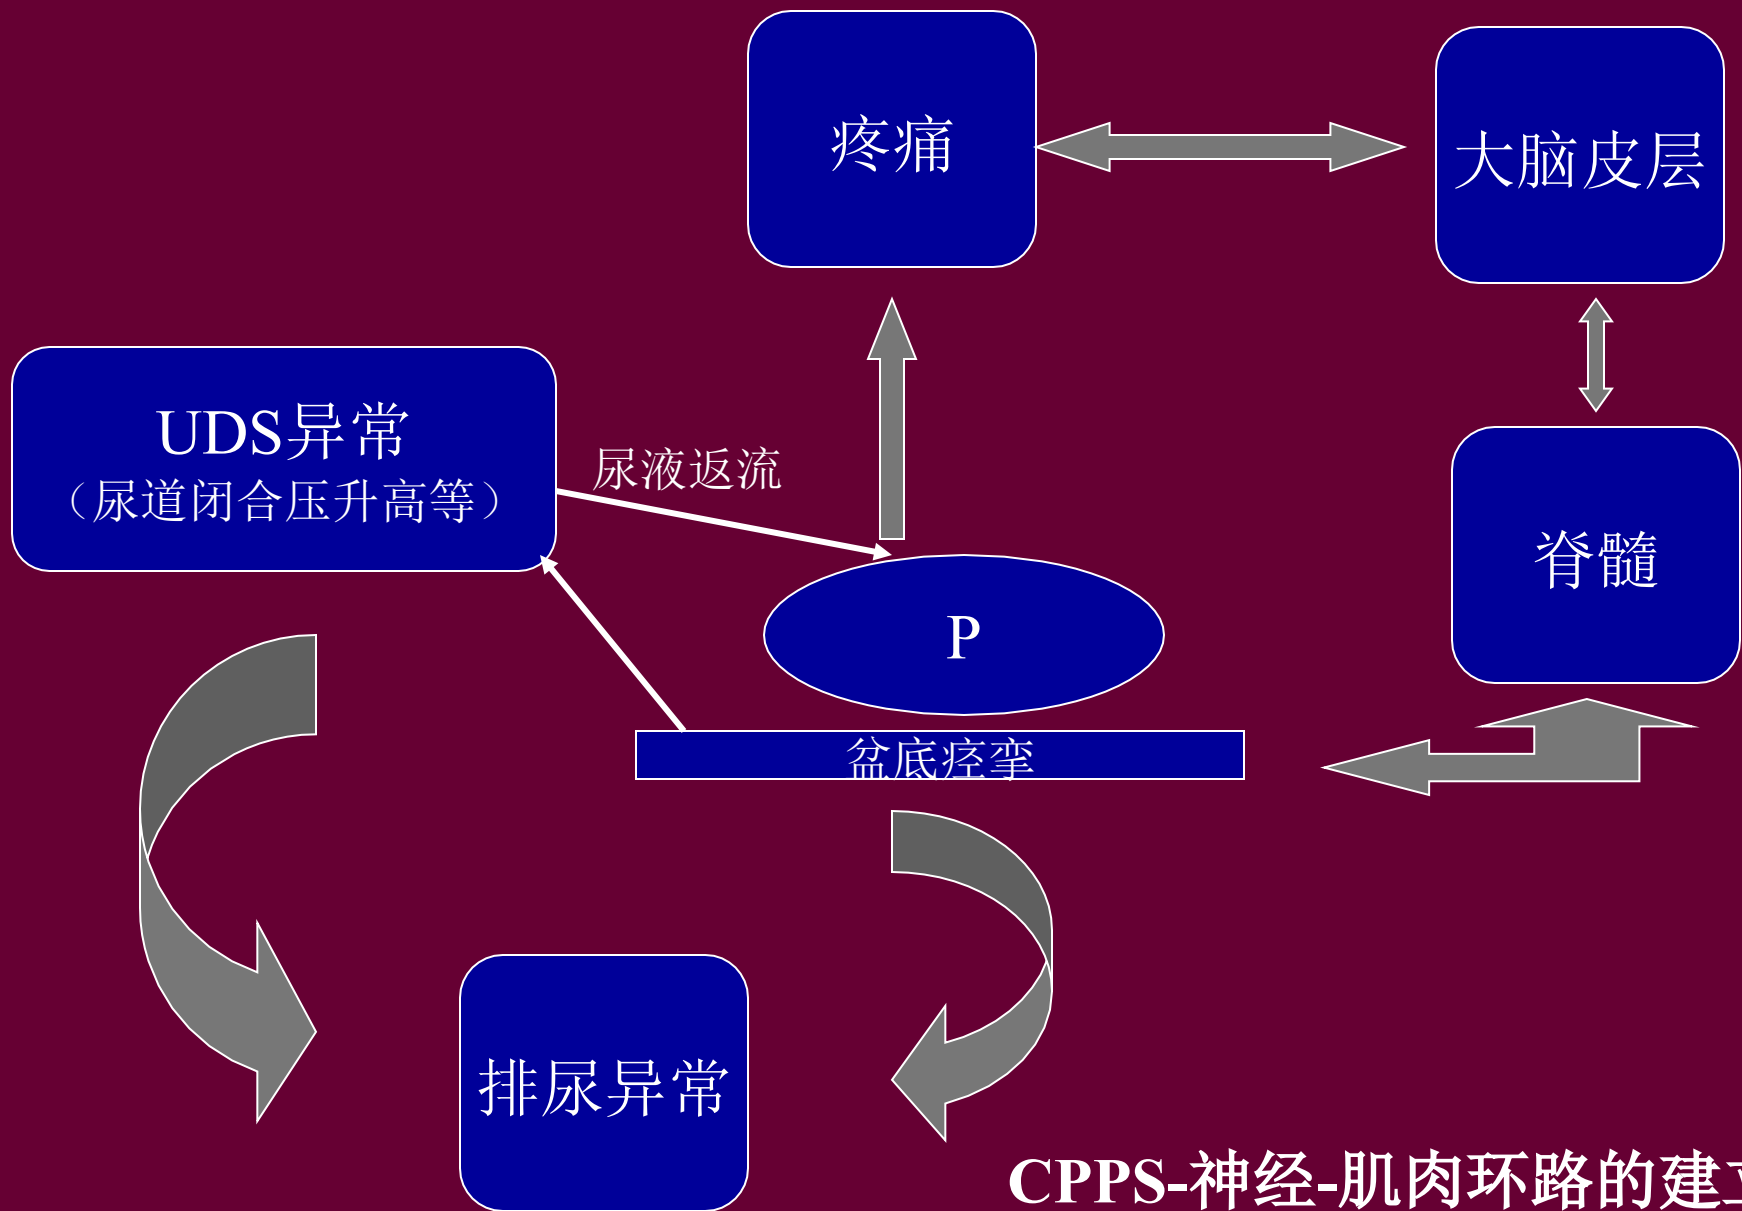 疼痛
大脑皮层
UDS异常
（尿道闭合压升高等）
尿液返流
脊髓
P
盆底痉挛
排尿异常
CPPS-神经-肌肉环路的建立